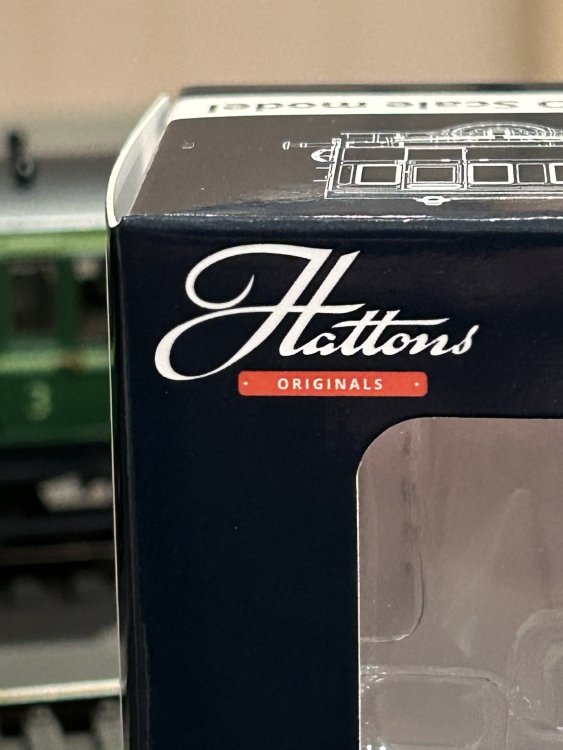 Scale model
Hattons
ORIGINALS
3